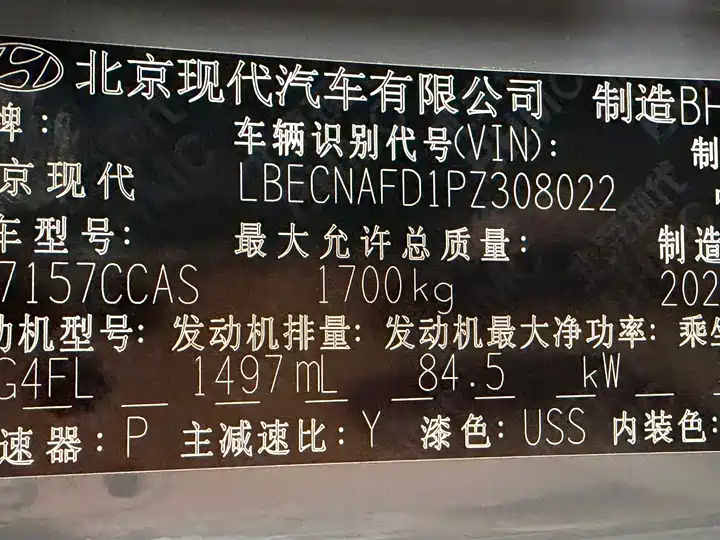 北京现代汽车有限公司 制造BH
牌: 车辆识别代号(VIN): 制
京现代 LBECNAFD1PZ308022
车型号: 最大允许总质量: 制造
7157CCAS 1700kg 202
动机型号: 发动机排量: 发动机最大净功率: 乘坐
G4FL 1497mL 84.5 kW
速器: P 主减速比: Y 漆色: USS 内装色: